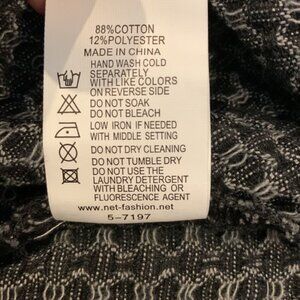 88%COTTON
12%POLYESTER
MADE IN CHINA
HAND WASH COLD
SEPARATELY
WITH LIKE COLORS
ON REVERSE SIDE
DO NOT SOAK
DO NOT BLEACH
LOW IRON IF NEEDED
WITH MIDDLE SETTING
DO NOT DRY CLEANING
DO NOT TUMBLE DRY
DO NOT USE THE
LAUNDRY DETERGENT
WITH BLEACHING OR
FLUORESCENCE AGENT
www.net-fashion.net
5-7197